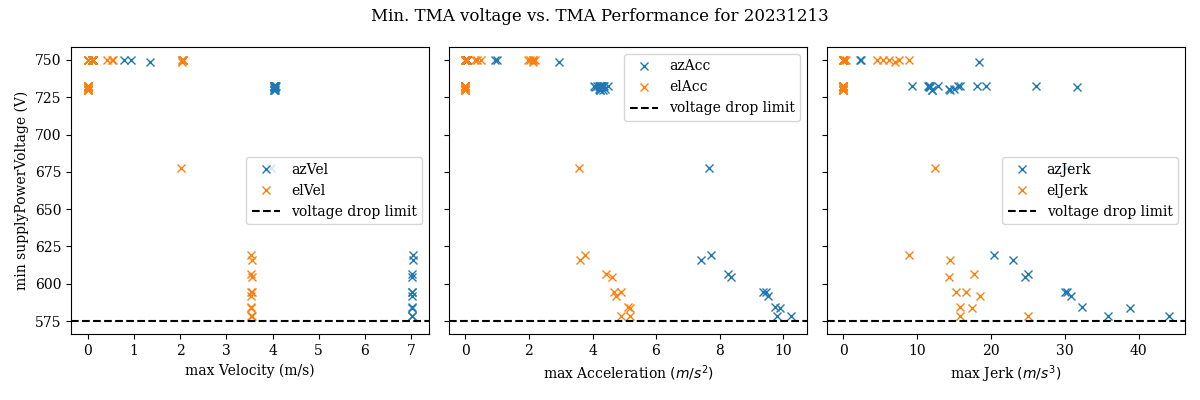 Min. TMA voltage vs. TMA Performance for 20231213
min supplyPowerVoltage (V)
750
725
700
675
650
625
600
575
azVel
elVel
voltage drop limit
0 1 2 3 4 5 6 7
max Velocity (m/s)
azAcc
elAcc
voltage drop limit
0 2 4 6 8 10
max Acceleration (m/s²)
azJerk
elJerk
voltage drop limit
0 10 20 30 40
max Jerk (m/s³)